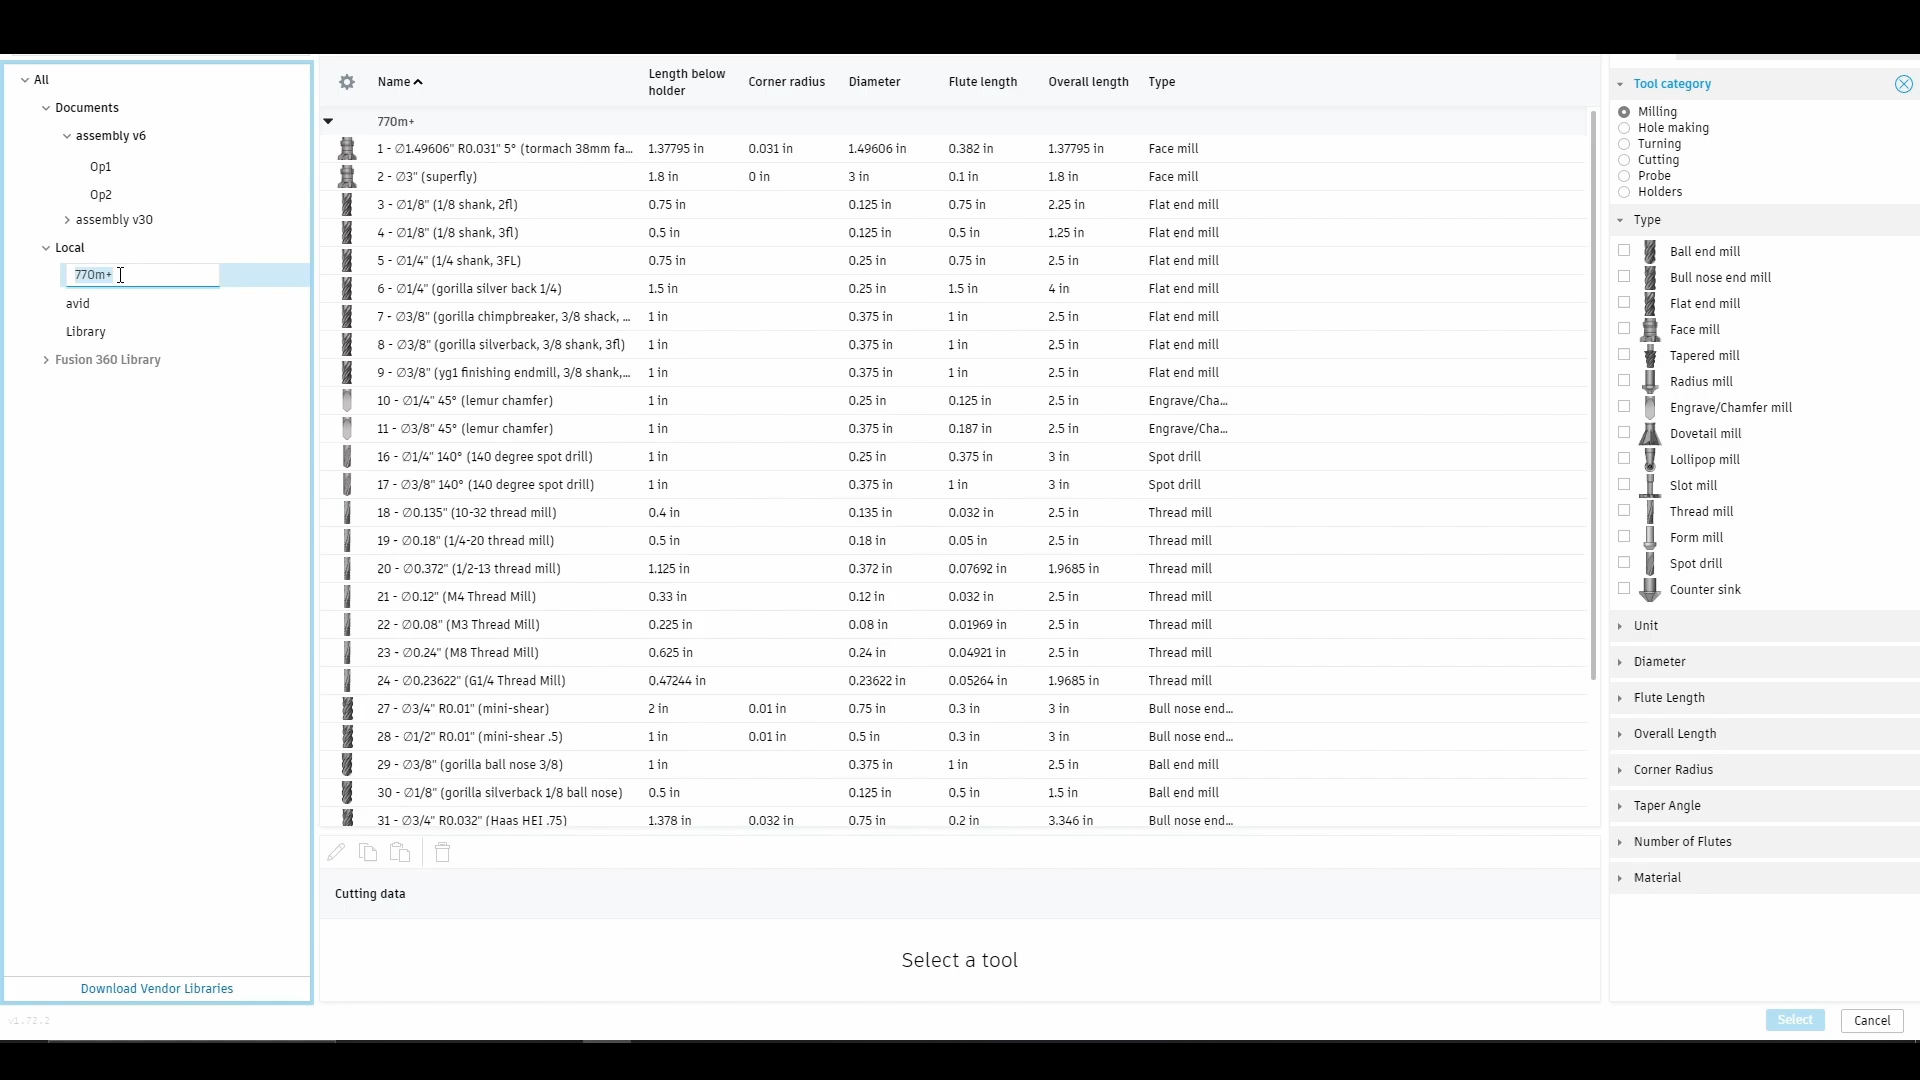 All
Documents
assembly v6
Op1
Op2
assembly v30
Local
770m+
avid
Library
Fusion 360 Library
Download Vendor Libraries
v1.72.2
Name Length below holder Corner radius Diameter Flute length Overall length Type
770m+
1 - ∅1.49606" R0.031" 5° (tormach 38mm fa... 1.37795 in 0.031 in 1.49606 in 0.382 in 1.37795 in Face mill
2 - ∅3" (superfly) 1.8 in 0 in 3 in 0.1 in 1.8 in Face mill
3 - ∅1/8" (1/8 shank, 2fl) 0.75 in 0.125 in 0.75 in 2.25 in Flat end mill
4 - ∅1/8" (1/8 shank, 3fl) 0.5 in 0.125 in 0.5 in 1.25 in Flat end mill
5 - ∅1/4" (1/4 shank, 3FL) 0.75 in 0.25 in 0.75 in 2.5 in Flat end mill
6 - ∅1/4" (gorilla silver back 1/4) 1.5 in 0.25 in 1.5 in 4 in Flat end mill
7 - ∅3/8" (gorilla chimpbreaker, 3/8 shack, ... 1 in 0.375 in 1 in 2.5 in Flat end mill
8 - ∅3/8" (gorilla silverback, 3/8 shank, 3fl) 1 in 0.375 in 1 in 2.5 in Flat end mill
9 - ∅3/8" (yg1 finishing endmill, 3/8 shank,... 1 in 0.375 in 1 in 2.5 in Flat end mill
10 - ∅1/4" 45° (lemur chamfer) 1 in 0.25 in 0.125 in 2.5 in Engrave/Cha...
11 - ∅3/8" 45° (lemur chamfer) 1 in 0.375 in 0.187 in 2.5 in Engrave/Cha...
16 - ∅1/4" 140° (140 degree spot drill) 1 in 0.25 in 0.375 in 3 in Spot drill
17 - ∅3/8" 140° (140 degree spot drill) 1 in 0.375 in 1 in 3 in Spot drill
18 - ∅0.135" (10-32 thread mill) 0.4 in 0.135 in 0.032 in 2.5 in Thread mill
19 - ∅0.18" (1/4-20 thread mill) 0.5 in 0.18 in 0.05 in 2.5 in Thread mill
20 - ∅0.372" (1/2-13 thread mill) 1.125 in 0.372 in 0.07692 in 1.9685 in Thread mill
21 - ∅0.12" (M4 Thread Mill) 0.33 in 0.12 in 0.032 in 2.5 in Thread mill
22 - ∅0.08" (M3 Thread Mill) 0.225 in 0.08 in 0.01969 in 2.5 in Thread mill
23 - ∅0.24" (M8 Thread Mill) 0.625 in 0.24 in 0.04921 in 2.5 in Thread mill
24 - ∅0.23622" (G1/4 Thread Mill) 0.47244 in 0.23622 in 0.05264 in 1.9685 in Thread mill
27 - ∅3/4" R0.01" (mini-shear) 2 in 0.01 in 0.75 in 0.3 in 3 in Bull nose end...
28 - ∅1/2" R0.01" (mini-shear .5) 1 in 0.01 in 0.5 in 0.3 in 3 in Bull nose end...
29 - ∅3/8" (gorilla ball nose 3/8) 1 in 0.375 in 1 in 2.5 in Ball end mill
30 - ∅1/8" (gorilla silverback 1/8 ball nose) 0.5 in 0.125 in 0.5 in 1.5 in Ball end mill
31 - ∅3/4" R0.032" (Haas HEI .75) 1.378 in 0.032 in 0.75 in 0.2 in 3.346 in Bull nose end...
Cutting data
Select a tool
Tool category
Milling
Hole making
Turning
Cutting
Probe
Holders
Type
Ball end mill
Bull nose end mill
Flat end mill
Face mill
Tapered mill
Radius mill
Engrave/Chamfer mill
Dovetail mill
Lollipop mill
Slot mill
Thread mill
Form mill
Spot drill
Counter sink
Unit
Diameter
Flute Length
Overall Length
Corner Radius
Taper Angle
Number of Flutes
Material
Select Cancel